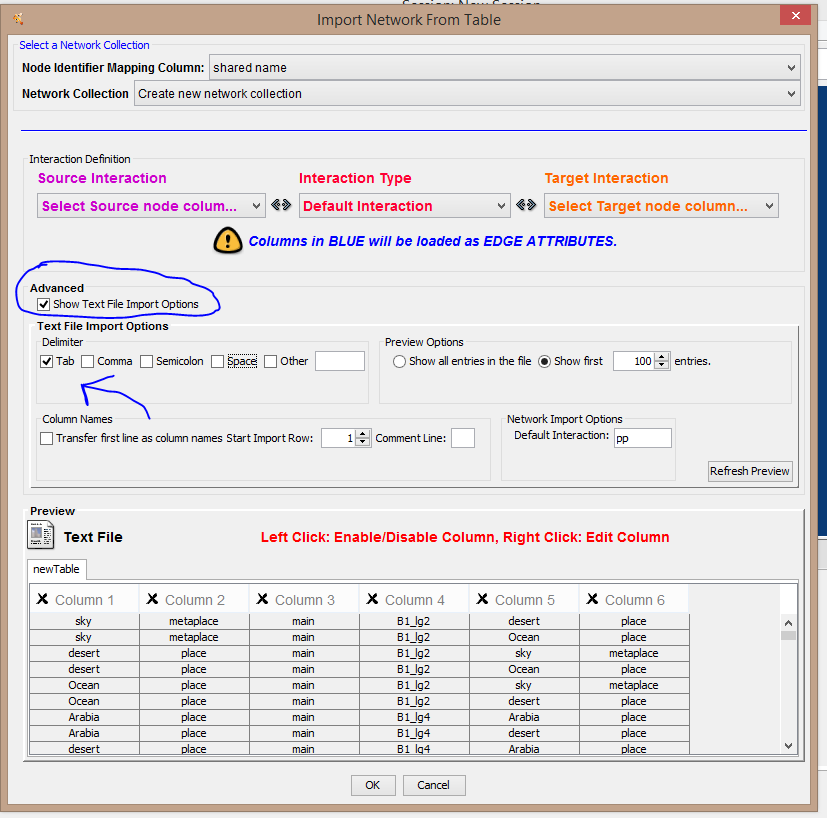 Import Network From Table
Select a Network Collection
Node Identifier Mapping Column: shared name
Network Collection Create new network collection
Interaction Definition
Source Interaction Interaction Type Target Interaction
Select Source node colum... Default Interaction Select Target node column...
Columns in BLUE will be loaded as EDGE ATTRIBUTES.
Advanced
Show Text File Import Options
Text File Import Options
Delimiter Preview Options
Tab Comma Semicolon Space Other Show all entries in the file Show first 100 entries.
Column Names Network Import Options
Transfer first line as column names Start Import Row: 1 Comment Line: Default Interaction: pp
Refresh Preview
Preview
Text File Left Click: Enable/Disable Column, Right Click: Edit Column
newTable
Column 1 Column 2 Column 3 Column 4 Column 5 Column 6
sky metaplace main B1_lg2 desert place
sky metaplace main B1_lg2 Ocean place
desert place main B1_lg2 sky metaplace
desert place main B1_lg2 Ocean place
Ocean place main B1_lg2 sky metaplace
Ocean place main B1_lg2 desert place
Arabia place main B1_lg4 Arabia place
Arabia place main B1_lg4 desert place
desert place main B1_lg4 Arabia place
OK Cancel